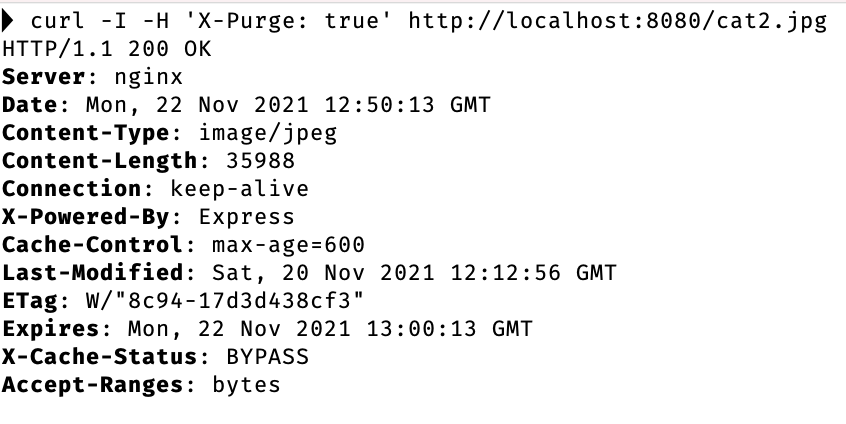 curl -I -H 'X-Purge: true' http://localhost:8080/cat2.jpg
HTTP/1.1 200 OK
Server: nginx
Date: Mon, 22 Nov 2021 12:50:13 GMT
Content-Type: image/jpeg
Content-Length: 35988
Connection: keep-alive
X-Powered-By: Express
Cache-Control: max-age=600
Last-Modified: Sat, 20 Nov 2021 12:12:56 GMT
ETag: W/"8c94-17d3d438cf3"
Expires: Mon, 22 Nov 2021 13:00:13 GMT
X-Cache-Status: BYPASS
Accept-Ranges: bytes